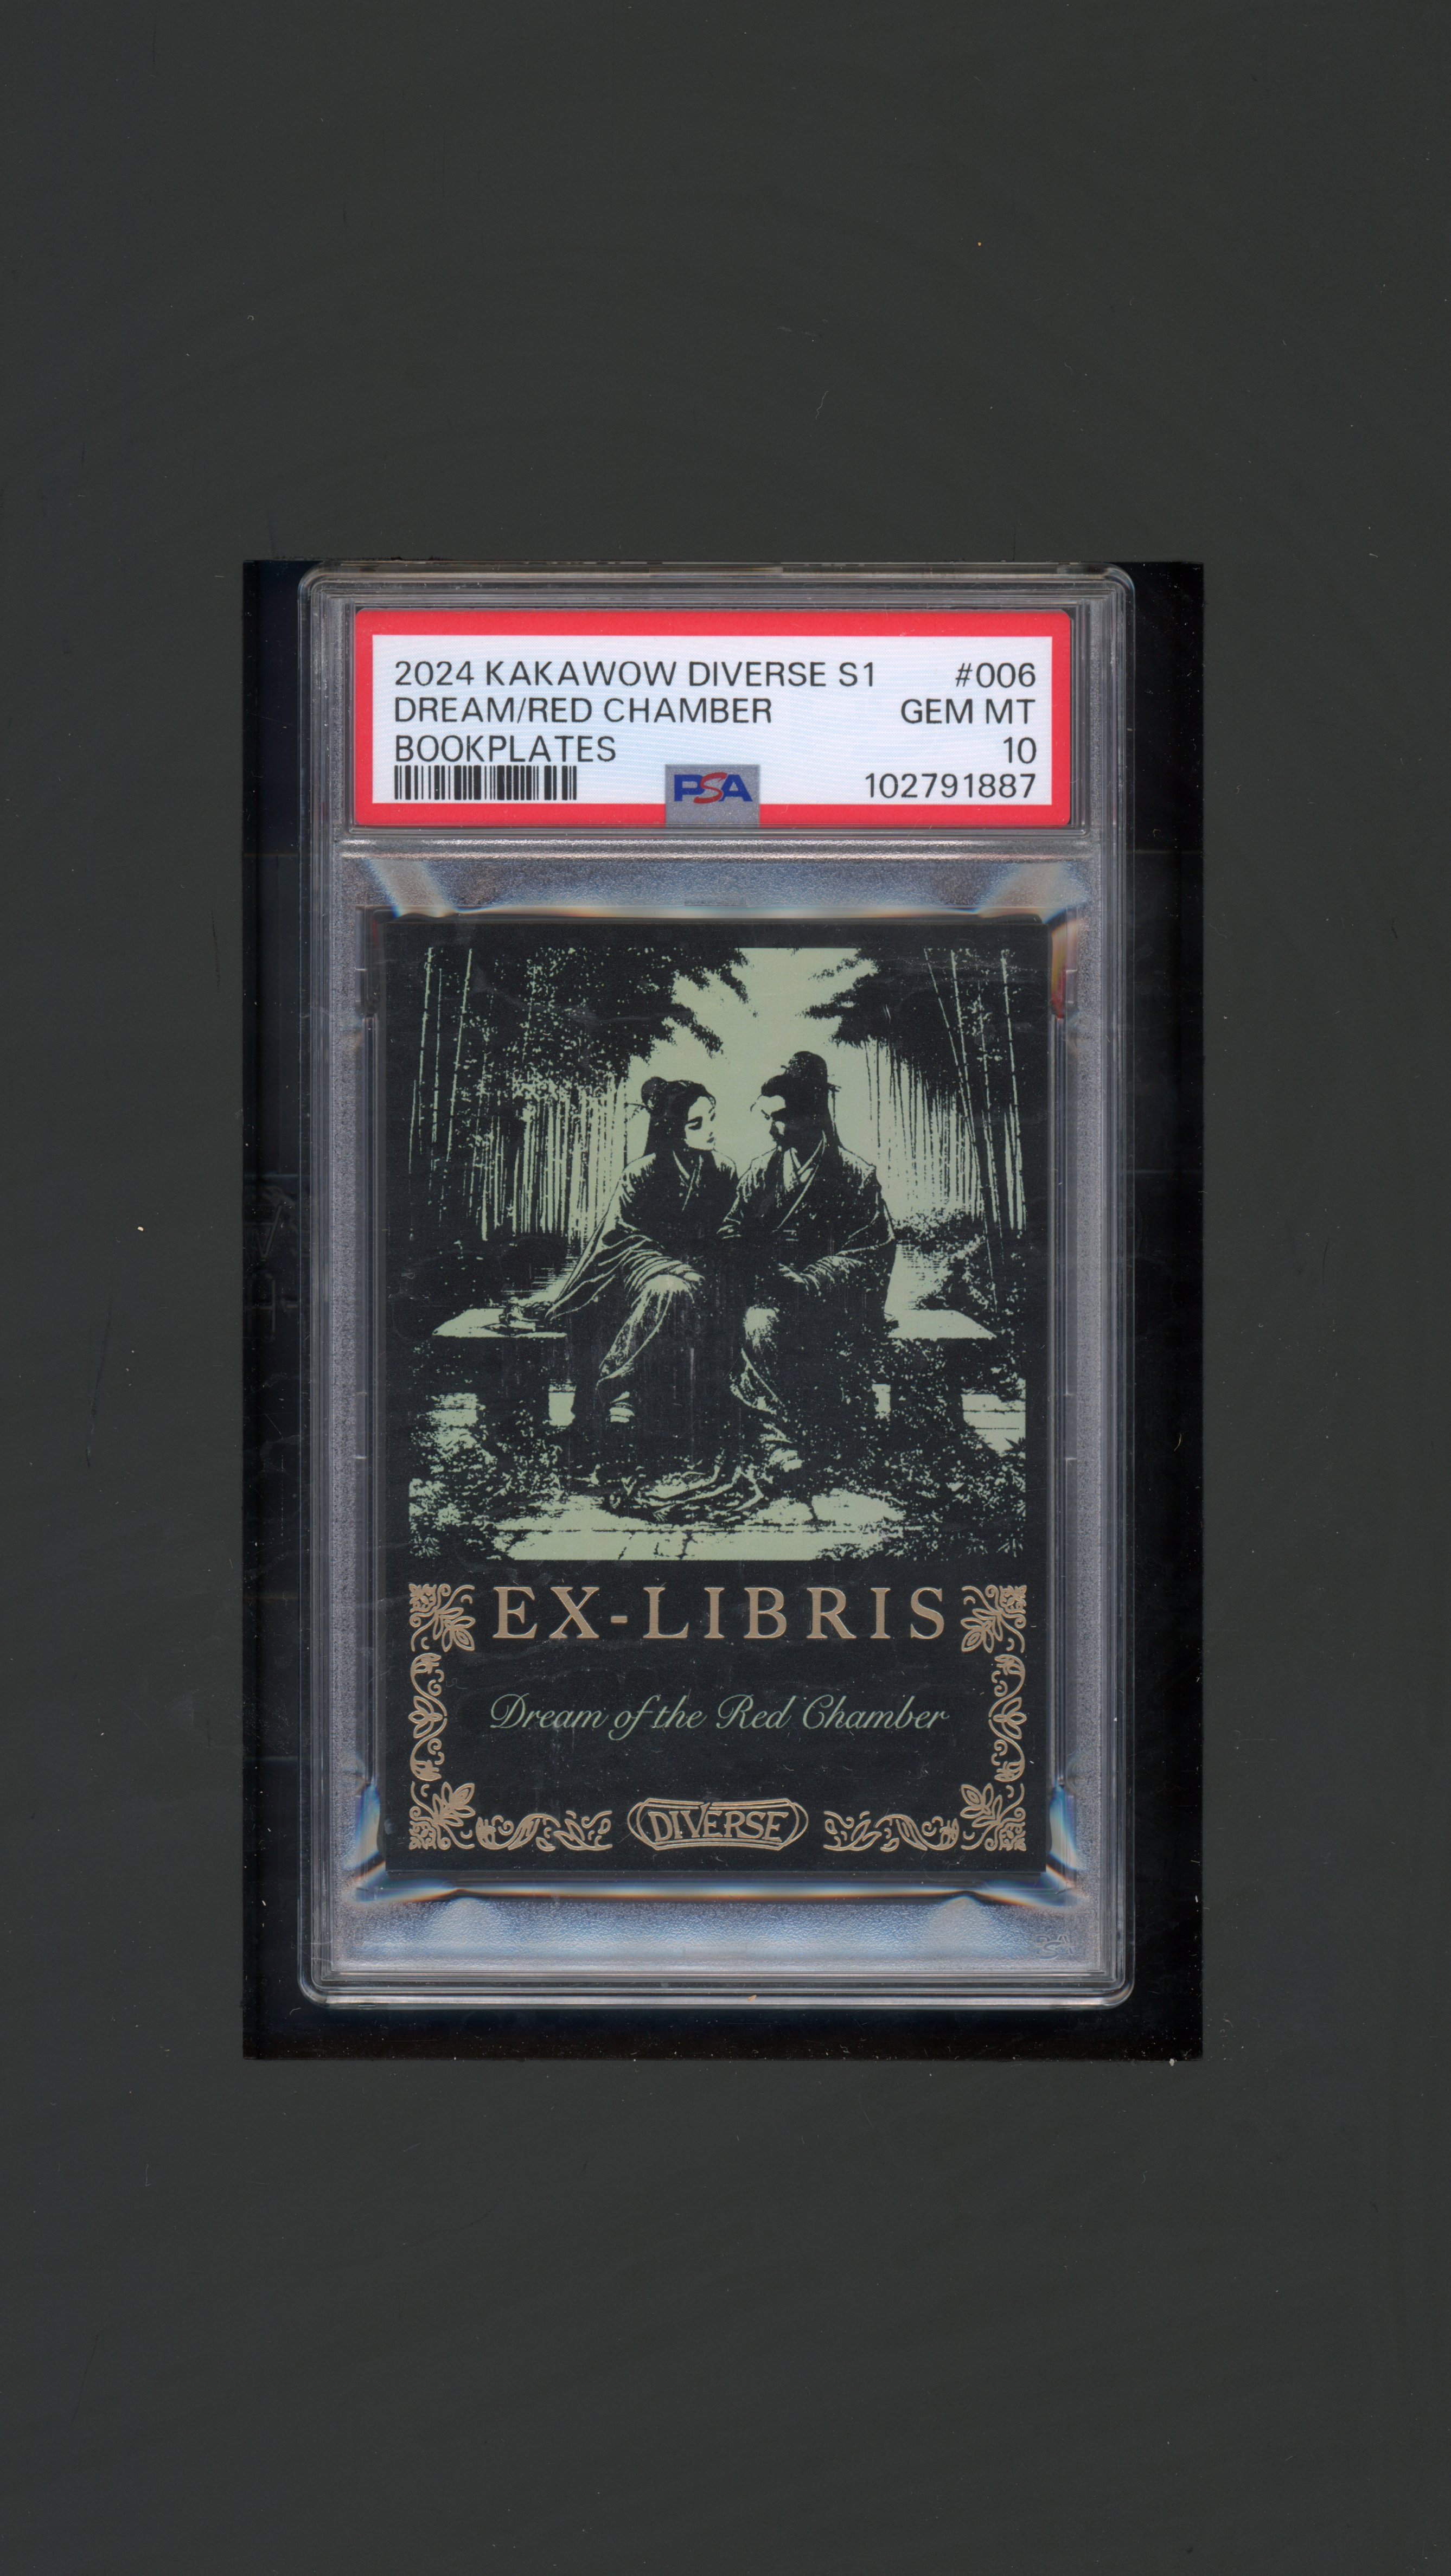 2024 KAKAWOW DIVERSE S1 #006
DREAM/RED CHAMBER GEM MT
BOOKPLATES 10
PSA 102791887
EX-LIBRIS
Dream of the Red Chamber
DIVERSE